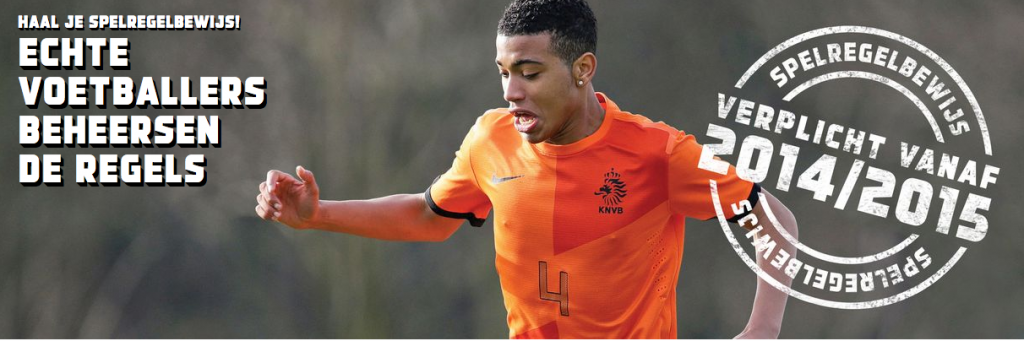 HAAL JE SPELREGELBEWIJS!
ECHTE
VOETBALLERS
BEHEERSEN
DE REGELS
KNVB
4
SPELREGELBEWIJS
VERPLICHT VANAF
2014/2015
SPELREGELBEWIJS